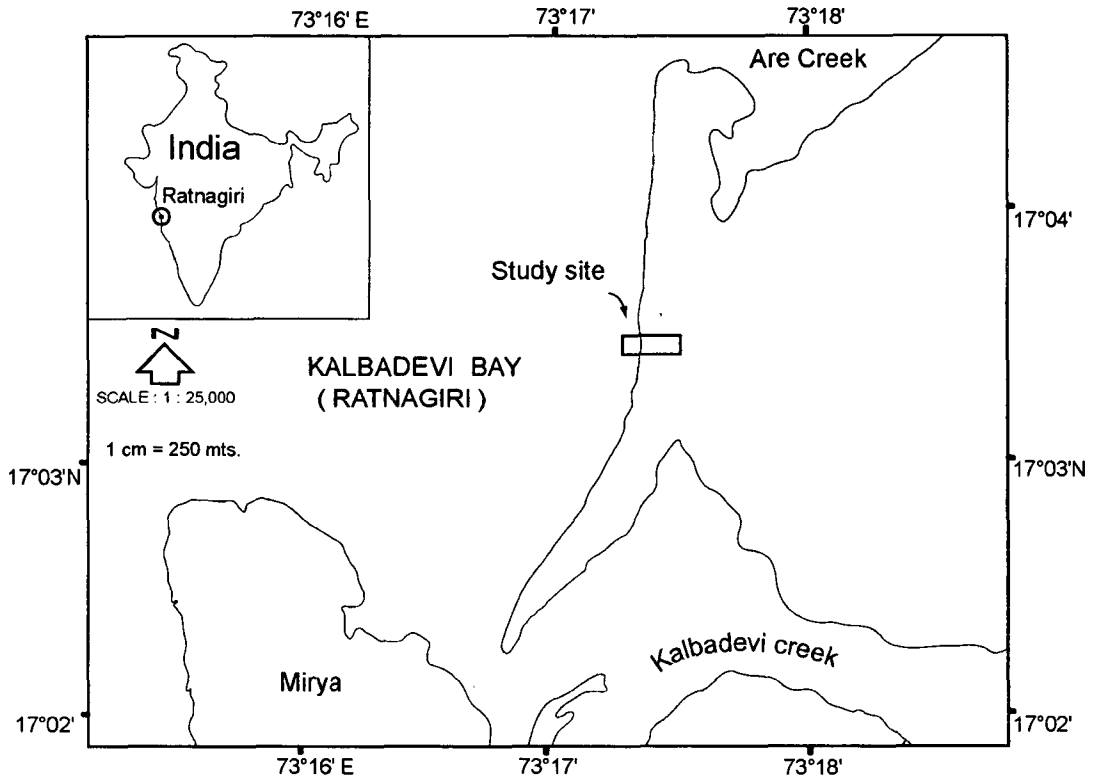 73°16' E
73°17'
73°18'
Are Creek
India
Ratnagiri
17°04'
Study site
N
KALBADEVI BAY
( RATNAGIRI )
SCALE : 1 : 25,000
1 cm = 250 mts.
17°03'N
17°03'N
Kalbadevi creek
Mirya
17°02'
17°02'
73°16' E
73°17'
73°18'